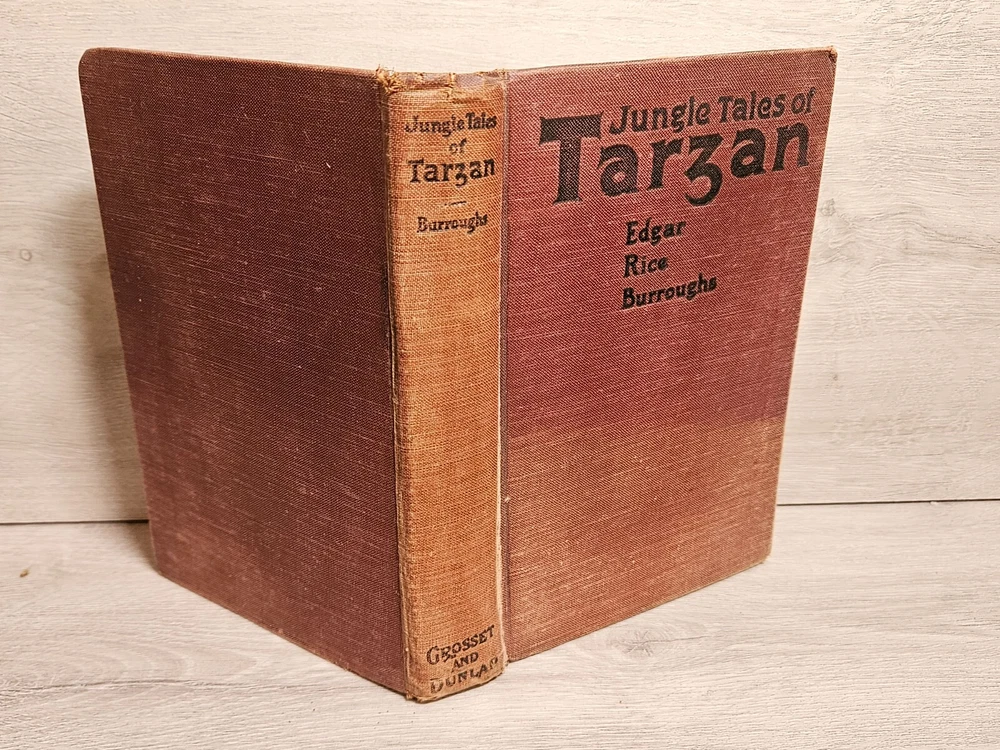 Jungle Tales
of
Tarzan
Burroughs
GROSSET
AND
DUNLAP
Jungle Tales of
Tarzan
Edgar
Rice
Burroughs